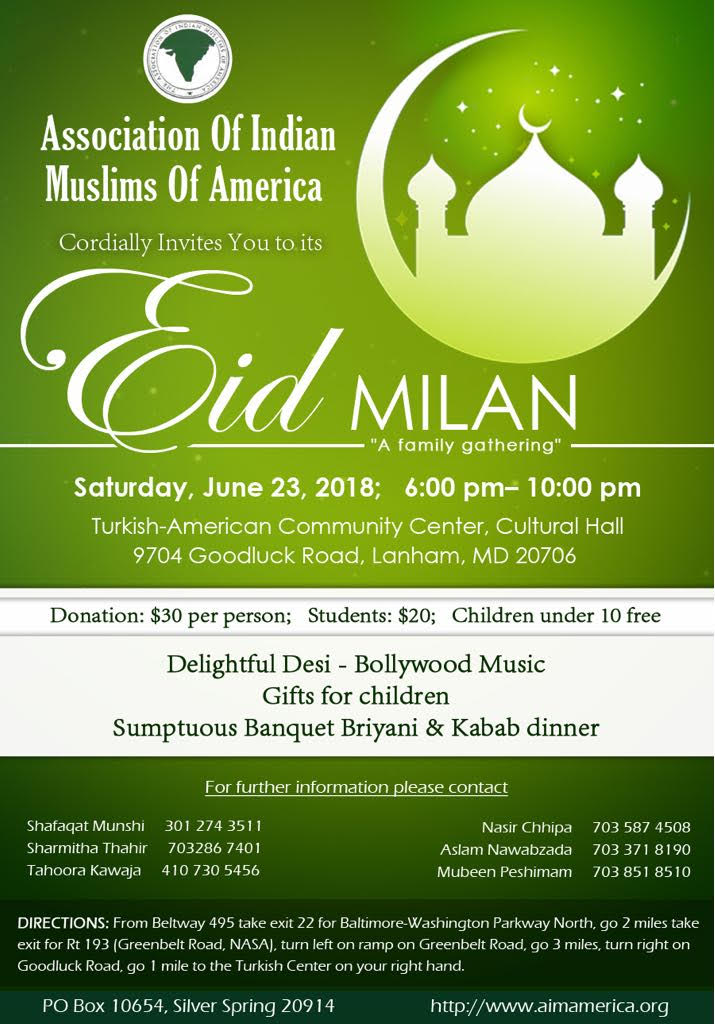 THE ASSOCIATION OF INDIAN MUSLIMS OF AMERICA
Association Of Indian
Muslims Of America
Cordially Invites You to its
Eid MILAN
"A family gathering"
Saturday, June 23, 2018;   6:00 pm– 10:00 pm
Turkish-American Community Center, Cultural Hall
9704 Goodluck Road, Lanham, MD 20706
Donation: $30 per person;   Students: $20;   Children under 10 free
Delightful Desi - Bollywood Music
Gifts for children
Sumptuous Banquet Briyani & Kabab dinner
For further information please contact
Shafaqat Munshi 301 274 3511
Sharmitha Thahir 703286 7401
Tahoora Kawaja 410 730 5456
Nasir Chhipa 703 587 4508
Aslam Nawabzada 703 371 8190
Mubeen Peshimam 703 851 8510
DIRECTIONS: From Beltway 495 take exit 22 for Baltimore-Washington Parkway North, go 2 miles take
exit for Rt 193 (Greenbelt Road, NASA), turn left on ramp on Greenbelt Road, go 3 miles, turn right on
Goodluck Road, go 1 mile to the Turkish Center on your right hand.
PO Box 10654, Silver Spring 20914 http://www.aimamerica.org